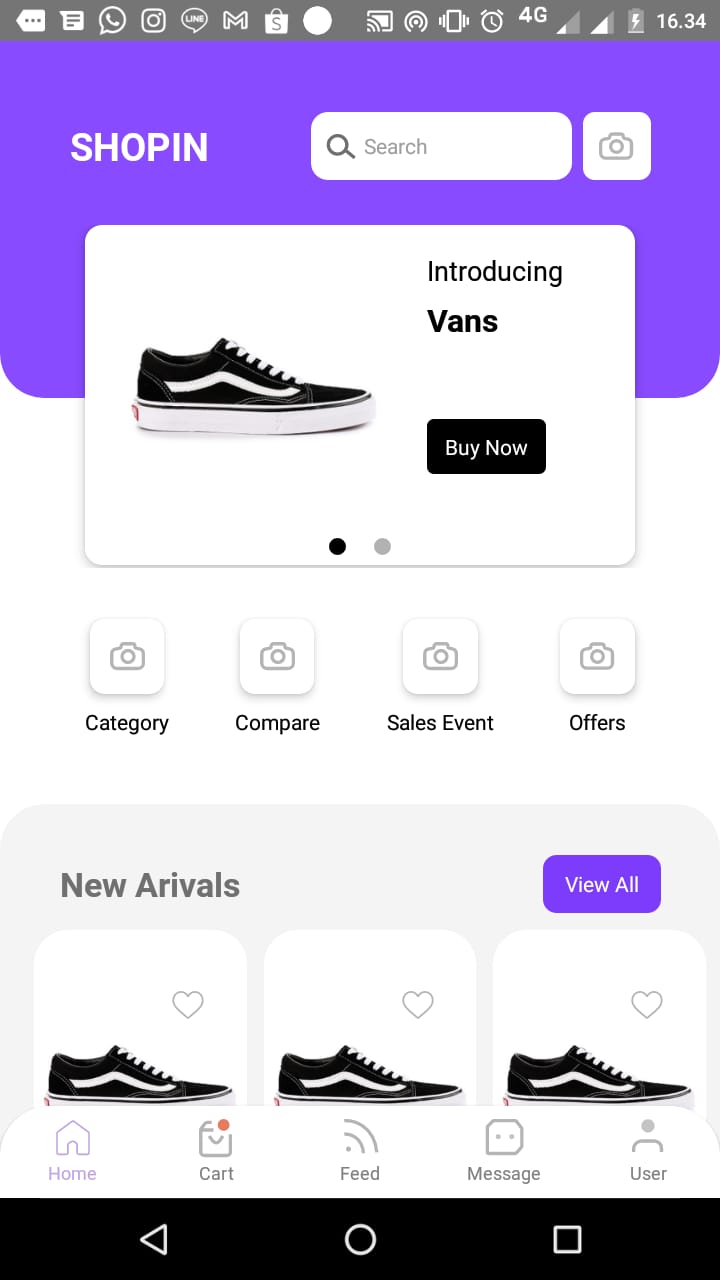 LINE
S
4G
16.34
SHOPIN
Search
Introducing
Vans
Buy Now
Category
Compare
Sales Event
Offers
New Arivals
View All
Home
Cart
Feed
Message
User